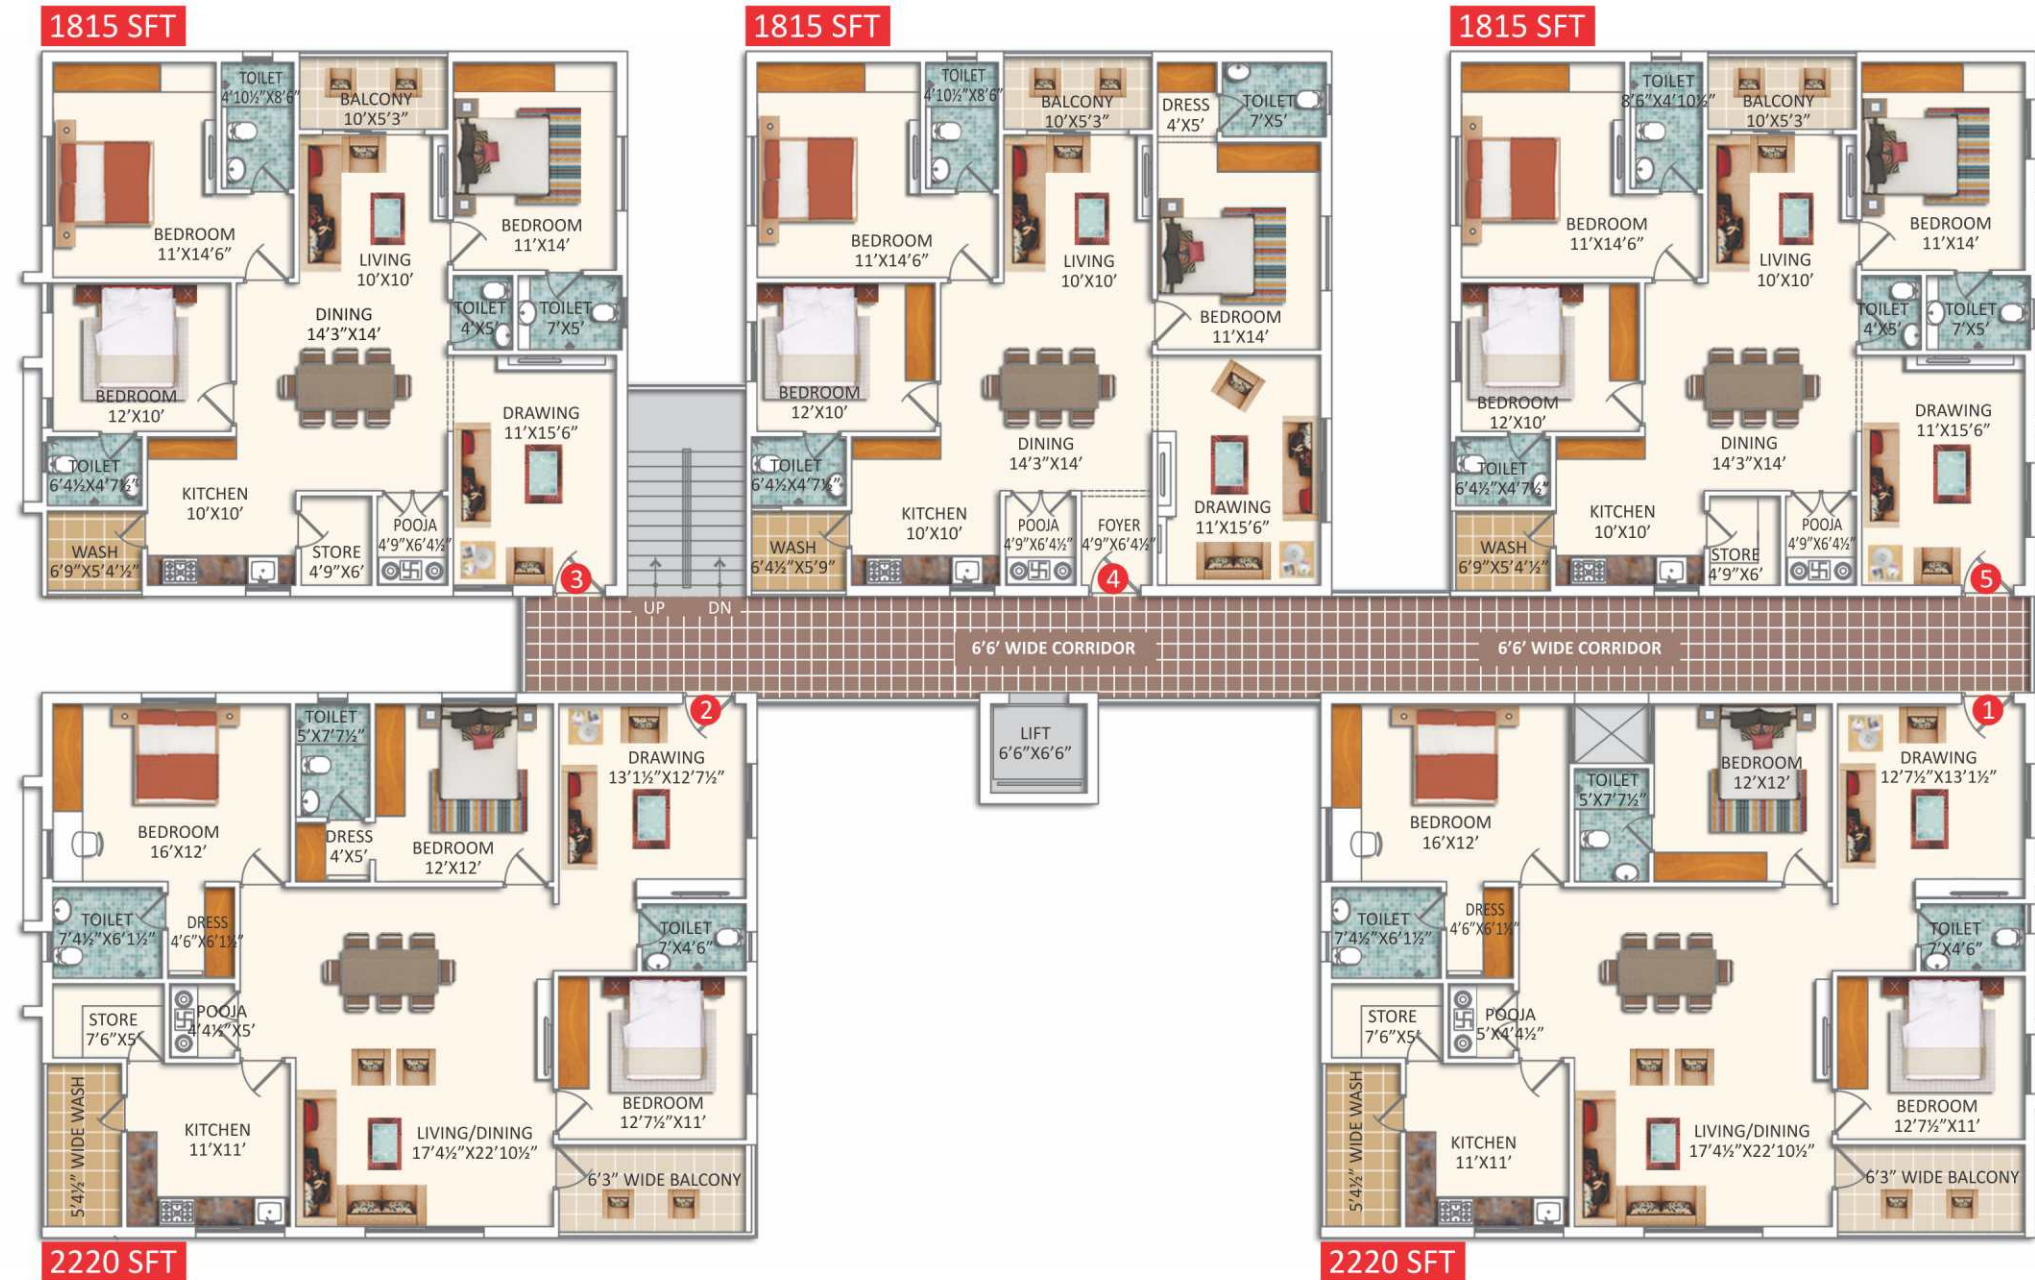 1815 SFT
TOILET
4'10½"X8'6"
BALCONY
10'X5'3"
BEDROOM
11'X14'6"
LIVING
10'X10'
BEDROOM
11'X14'
DINING
14'3"X14'
TOILET
4'X5'
TOILET
7'X5'
BEDROOM
12'X10'
DRAWING
11'X15'6"
TOILET
6'4½X4'7½"
KITCHEN
10'X10'
WASH
6'9"X5'4½"
STORE
4'9"X6'
POOJA
4'9"X6'4½"
3
UP
DN
1815 SFT
TOILET
4'10½"X8'6"
BALCONY
10'X5'3"
DRESS
4'X5'
TOILET
7'X5'
BEDROOM
11'X14'6"
LIVING
10'X10'
BEDROOM
11'X14'
BEDROOM
12'X10'
DINING
14'3"X14'
TOILET
6'4½X4'7½"
KITCHEN
10'X10'
WASH
6'4½"X5'9"
POOJA
4'9"X6'4½"
FOYER
4'9"X6'4½"
DRAWING
11'X15'6"
4
1815 SFT
TOILET
8'6"X4'10½"
BALCONY
10'X5'3"
BEDROOM
11'X14'6"
LIVING
10'X10'
BEDROOM
11'X14'
TOILET
4'X5'
TOILET
7'X5'
BEDROOM
12'X10'
DRAWING
11'X15'6"
DINING
14'3"X14'
TOILET
6'4½"X4'7½"
KITCHEN
10'X10'
WASH
6'9"X5'4½"
STORE
4'9"X6'
POOJA
4'9"X6'4½"
5
6'6' WIDE CORRIDOR
6'6' WIDE CORRIDOR
2
TOILET
5'X7'7½"
DRAWING
13'1½"X12'7½"
BEDROOM
16'X12'
DRESS
4'X5'
BEDROOM
12'X12'
TOILET
7'4½"X6'1½"
DRESS
4'6"X6'1½"
TOILET
7'X4'6"
STORE
7'6"X5'
POOJA
4'4½"X5'
5'4½" WIDE WASH
KITCHEN
11'X11'
LIVING/DINING
17'4½"X22'10½"
BEDROOM
12'7½"X11'
6'3" WIDE BALCONY
2220 SFT
LIFT
6'6"X6'6"
1
BEDROOM
12'X12'
DRAWING
12'7½"X13'1½"
TOILET
5'X7'7½"
BEDROOM
16'X12'
TOILET
7'4½"X6'1½"
DRESS
4'6"X6'1½"
TOILET
7'X4'6"
STORE
7'6"X5'
POOJA
5'X4'4½"
5'4½" WIDE WASH
KITCHEN
11'X11'
LIVING/DINING
17'4½"X22'10½"
BEDROOM
12'7½"X11'
6'3" WIDE BALCONY
2220 SFT